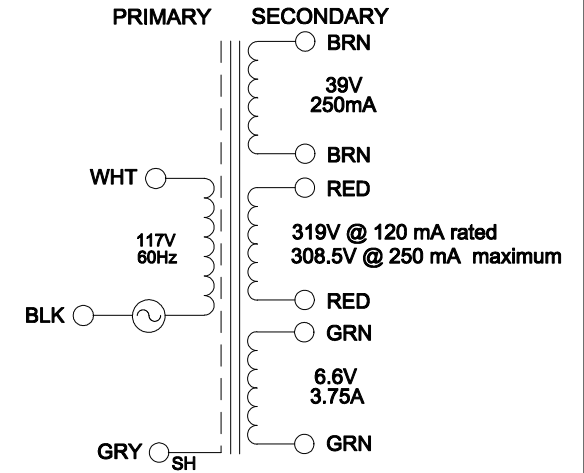 PRIMARY SECONDARY
BRN
39V
250mA
BRN
WHT
RED
117V
60Hz
319V @ 120 mA rated
308.5V @ 250 mA maximum
RED
BLK
GRN
6.6V
3.75A
GRN
GRY
SH